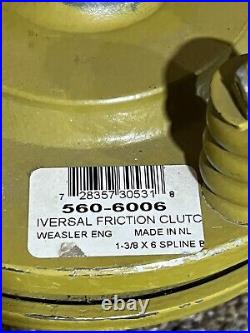 7 28357 30531 8
560-6006
IVERSAL FRICTION CLUTC
WEASLER ENG MADE IN NL
1-3/8 X 6 SPLINE B